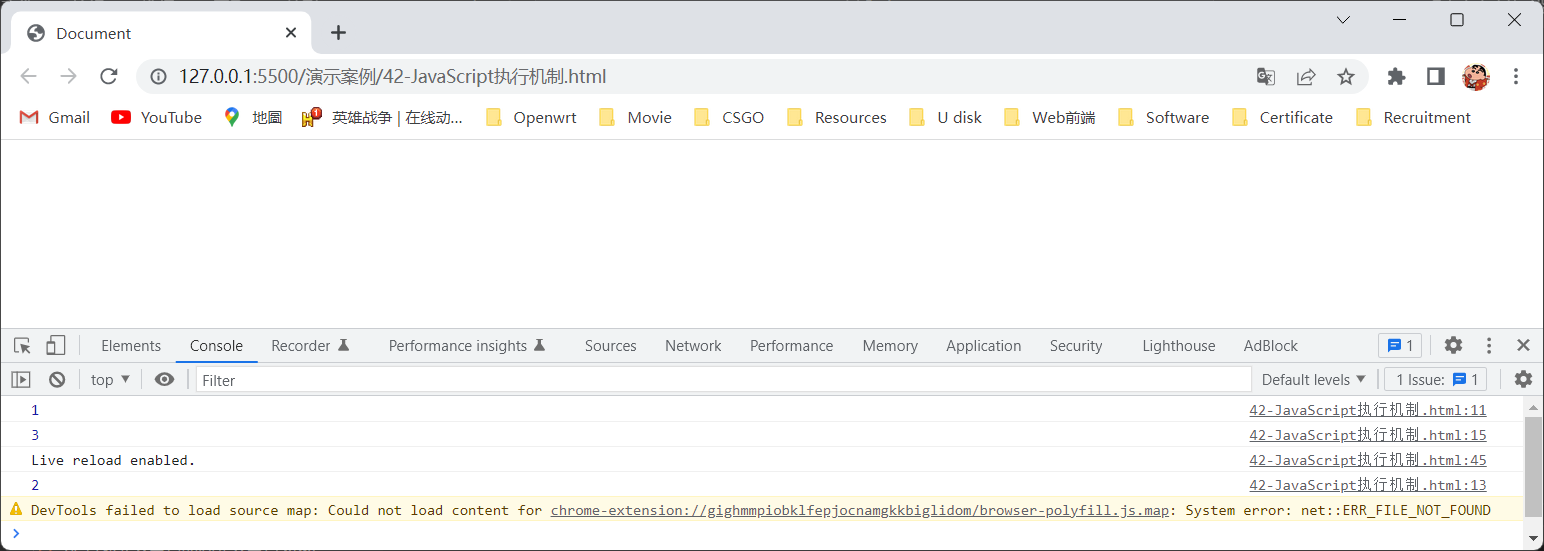 Document
127.0.0.1:5500/演示案例/42-JavaScript执行机制.html
Gmail YouTube 地圖 1 英雄战争 | 在线动... Openwrt Movie CSGO Resources U disk Web前端 Software Certificate Recruitment
Elements Console Recorder Performance insights Sources Network Performance Memory Application Security Lighthouse AdBlock 1
top Filter Default levels 1 Issue: 1
1 42-JavaScript执行机制.html:11
3 42-JavaScript执行机制.html:15
Live reload enabled. 42-JavaScript执行机制.html:45
2 42-JavaScript执行机制.html:13
DevTools failed to load source map: Could not load content for chrome-extension://gighmmpiobklfepjocnamgkkbiglidom/browser-polyfill.js.map: System error: net::ERR_FILE_NOT_FOUND